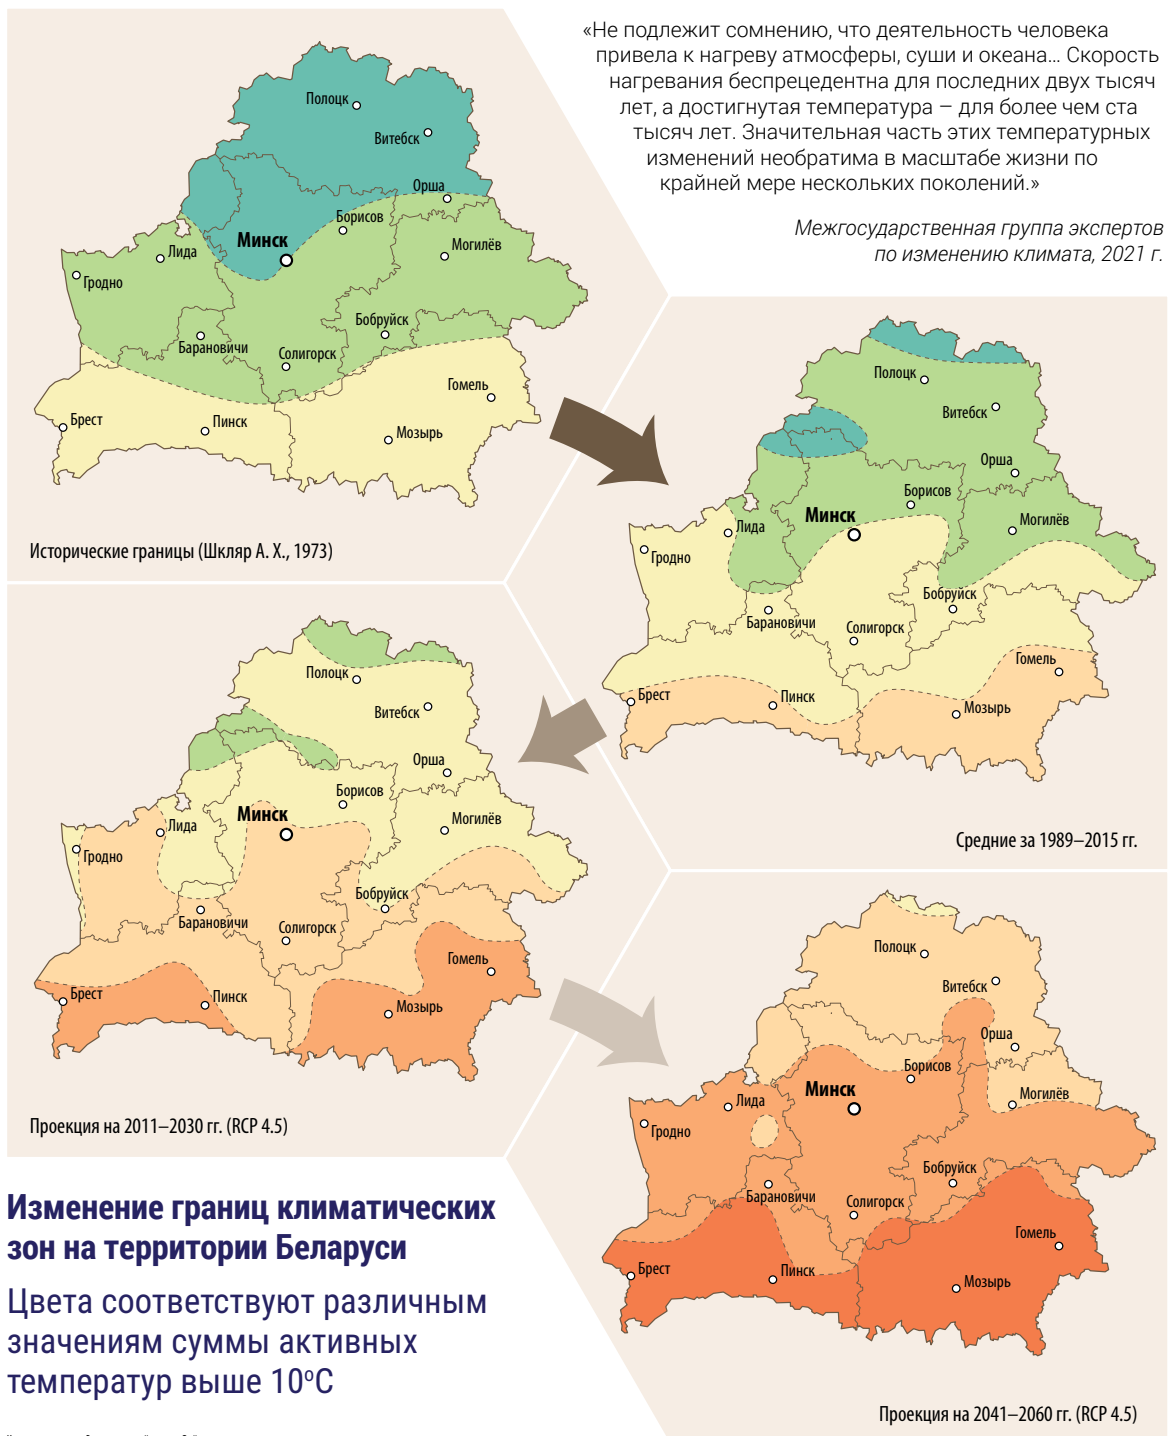 «Не подлежит сомнению, что деятельность человека
привела к нагреву атмосферы, суши и океана... Скорость
нагревания беспрецедентна для последних двух тысяч
лет, а достигнутая температура – для более чем ста
тысяч лет. Значительная часть этих температурных
изменений необратима в масштабе жизни по
крайней мере нескольких поколений.»
Межгосударственная группа экспертов
по изменению климата, 2021 г.
Полоцк
Витебск
Орша
Борисов
Минск
Могилёв
Лида
Гродно
Бобруйск
Барановичи
Солигорск
Гомель
Брест
Пинск
Мозырь
Исторические границы (Шкляр А. Х., 1973)
Полоцк
Витебск
Орша
Борисов
Минск
Могилёв
Лида
Гродно
Бобруйск
Барановичи
Солигорск
Гомель
Брест
Пинск
Мозырь
Средние за 1989–2015 гг.
Полоцк
Витебск
Орша
Борисов
Минск
Могилёв
Лида
Гродно
Бобруйск
Барановичи
Солигорск
Гомель
Брест
Пинск
Мозырь
Проекция на 2011–2030 гг. (RCP 4.5)
Полоцк
Витебск
Орша
Борисов
Минск
Могилёв
Лида
Гродно
Бобруйск
Барановичи
Солигорск
Гомель
Брест
Пинск
Мозырь
Проекция на 2041–2060 гг. (RCP 4.5)
Изменение границ климатических
зон на территории Беларуси
Цвета соответствуют различным
значениям суммы активных
температур выше 10°C